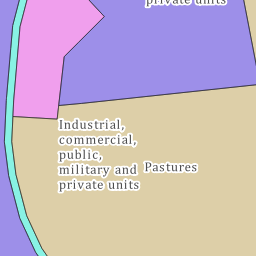 private units
Industrial,
commercial,
public,
military and
private units
Pastures